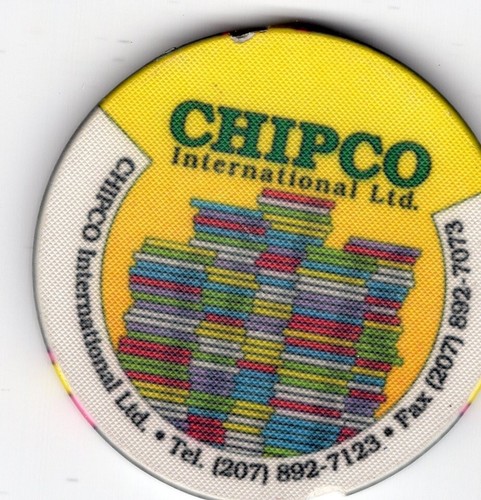 CHIPCO
International Ltd.
CHIPCO International Ltd. • Tel. (207) 892-7123 • Fax (207) 892-7073